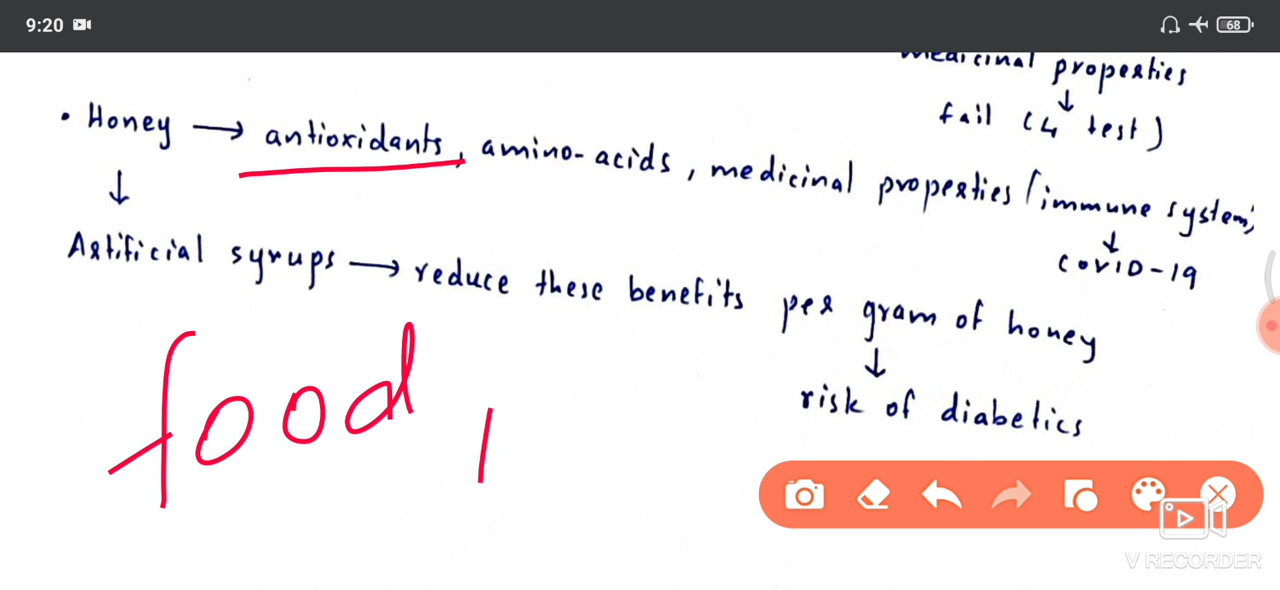 9:20 68
medicinal properties
↓
fail (4 test)
• Honey → antioxidants, amino-acids, medicinal properties (immune system,
↓ ↓
COVID-19
Artificial syrups → reduce these benefits per gram of honey
↓
risk of diabetics
food,
V RECORDER